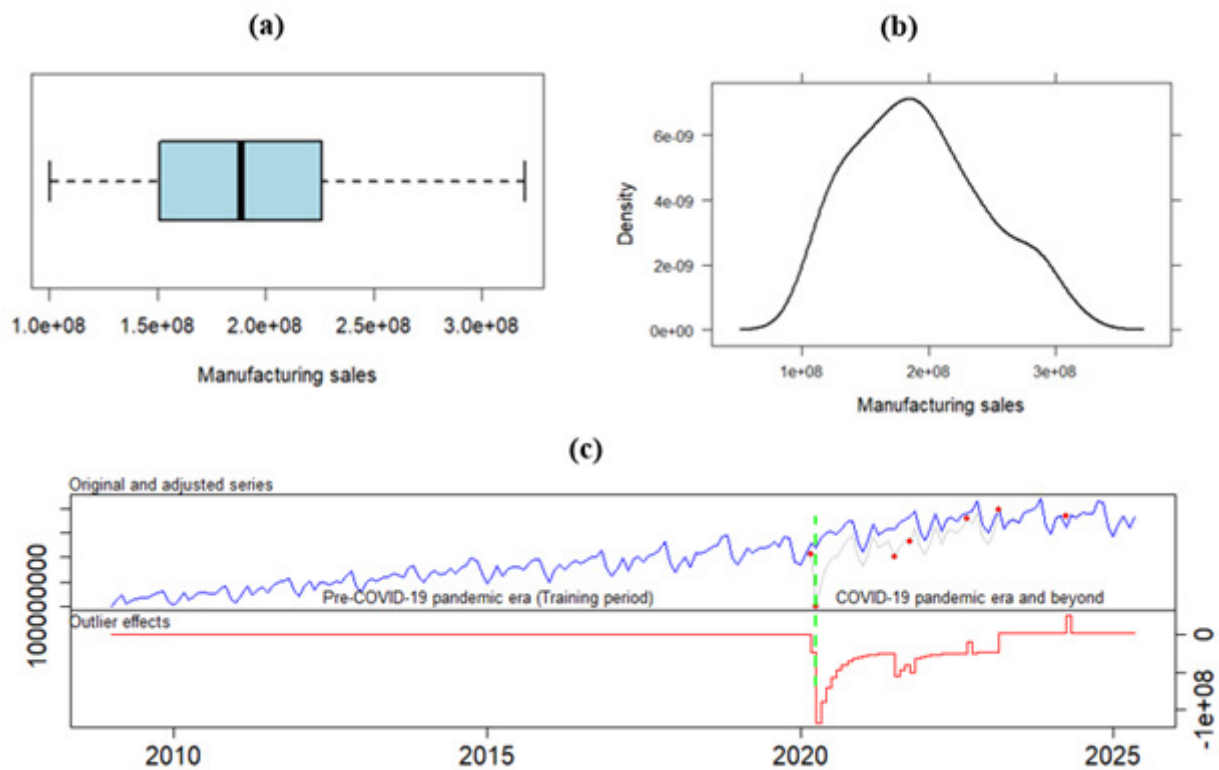 (a)
1.0e+08 1.5e+08 2.0e+08 2.5e+08 3.0e+08
Manufacturing sales
(b)
Density
6e-09
4e-09
2e-09
0e+00
1e+08 2e+08 3e+08
Manufacturing sales
(c)
Original and adjusted series
100000000
Pre-COVID-19 pandemic era (Training period) COVID-19 pandemic era and beyond
Outlier effects
0
-1e+08
2010 2015 2020 2025